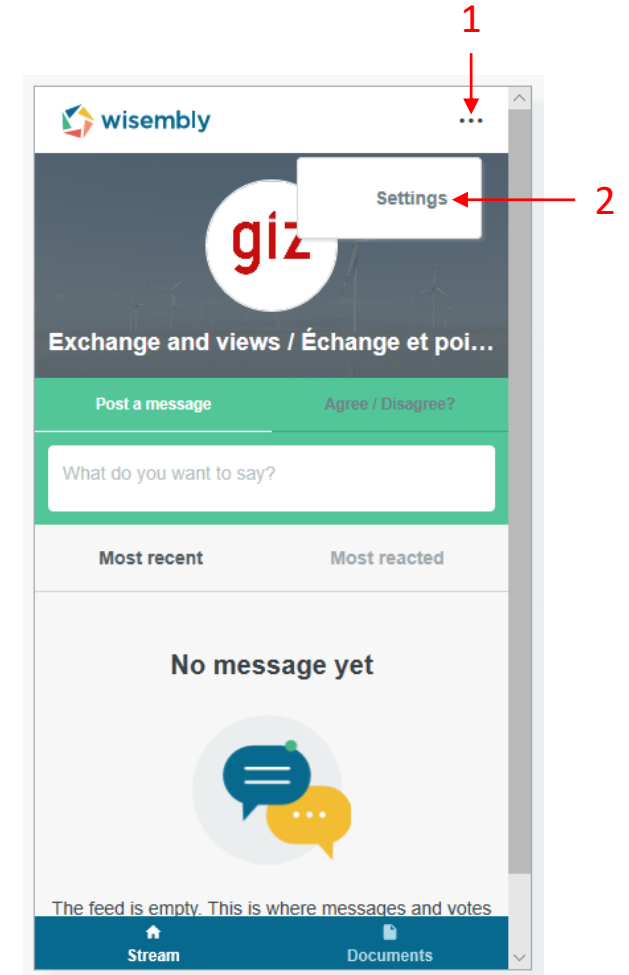 1
wisembly
...
Settings
2
giz
Exchange and views / Échange et poi...
Post a message Agree / Disagree?
What do you want to say?
Most recent Most reacted
No message yet
The feed is empty. This is where messages and votes
Stream Documents